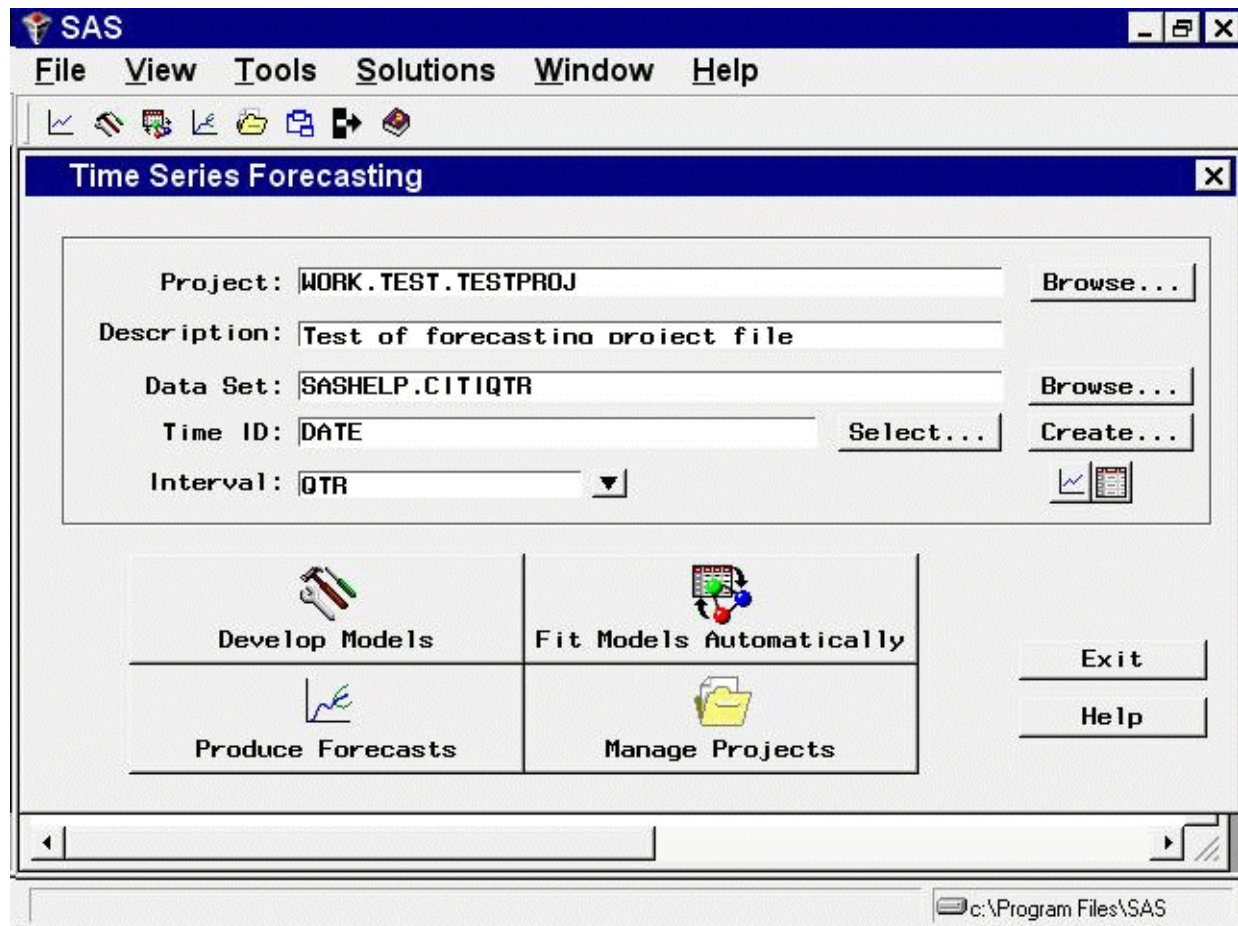 SAS
File View Tools Solutions Window Help
Time Series Forecasting
Project: WORK.TEST.TESTPROJ Browse...
Description: Test of forecasting project file
Data Set: SASHELP.CITIQTR Browse...
Time ID: DATE Select... Create...
Interval: QTR
Develop Models Fit Models Automatically
Exit
Help
Produce Forecasts Manage Projects
c:\Program Files\SAS